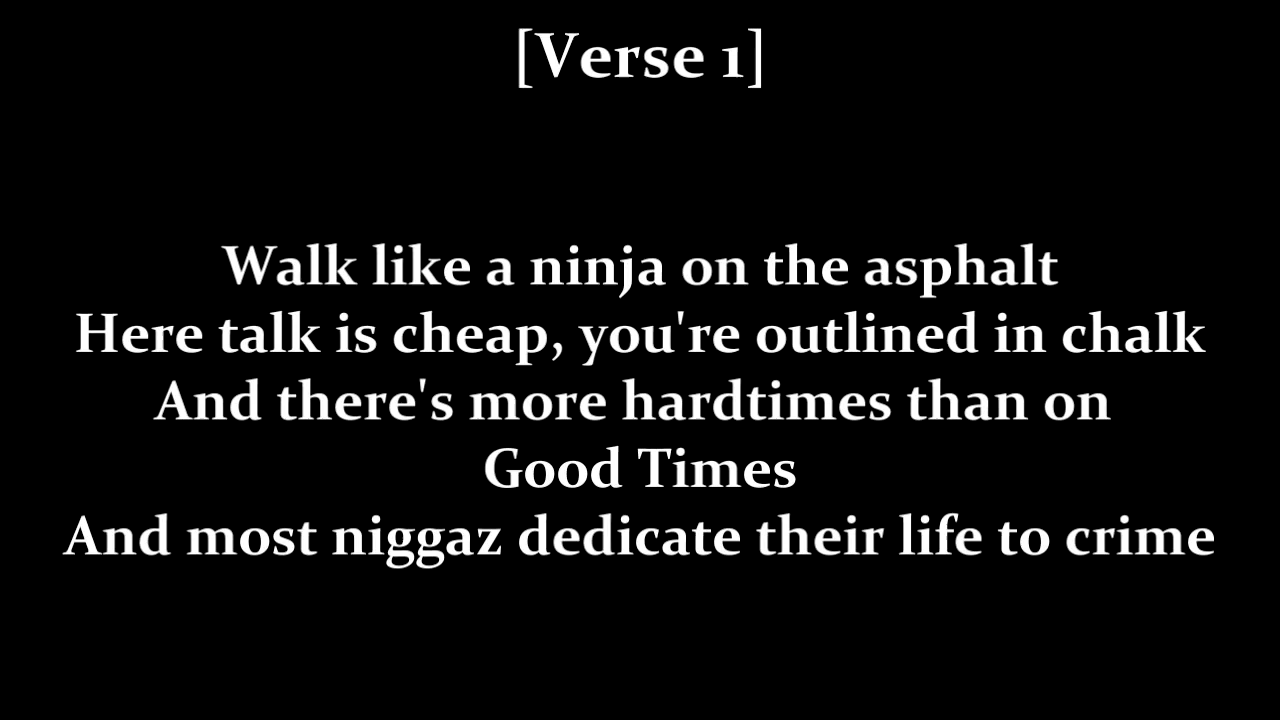 [Verse 1]
Walk like a ninja on the asphalt
Here talk is cheap, you're outlined in chalk
And there's more hardtimes than on
Good Times
And most niggaz dedicate their life to crime